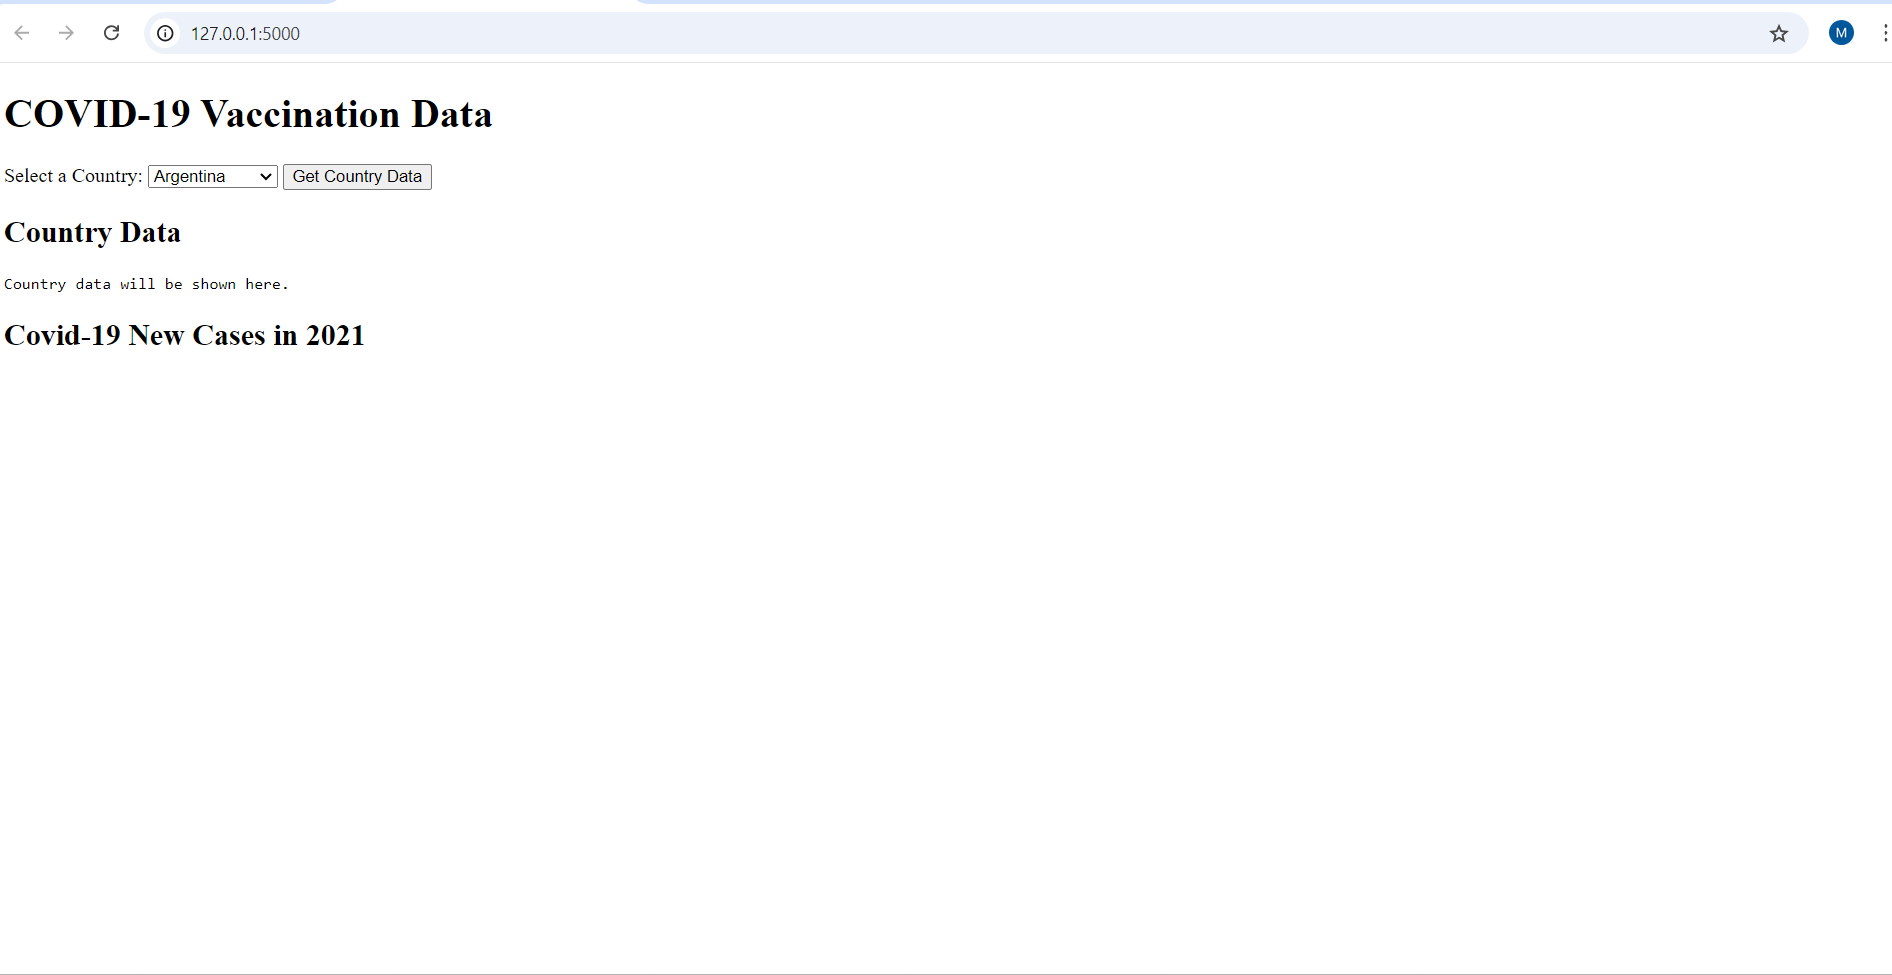 127.0.0.1:5000
M
COVID-19 Vaccination Data
Select a Country: Argentina Get Country Data
Country Data
Country data will be shown here.
Covid-19 New Cases in 2021